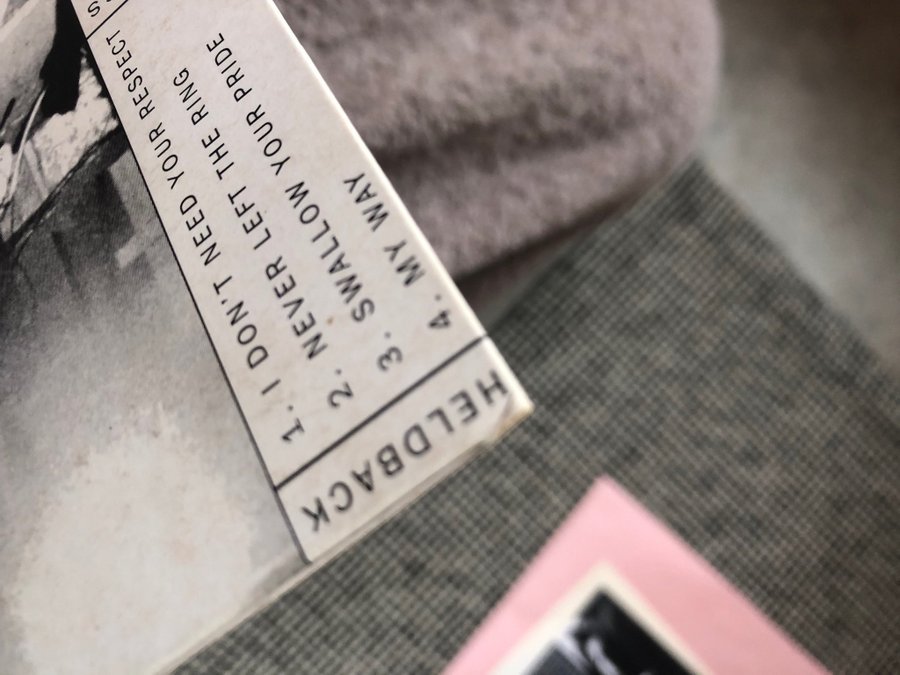 HELDBACK
1. I DON'T NEED YOUR RESPECT
2. NEVER LEFT THE RING
3. SWALLOW YOUR PRIDE
4. MY WAY